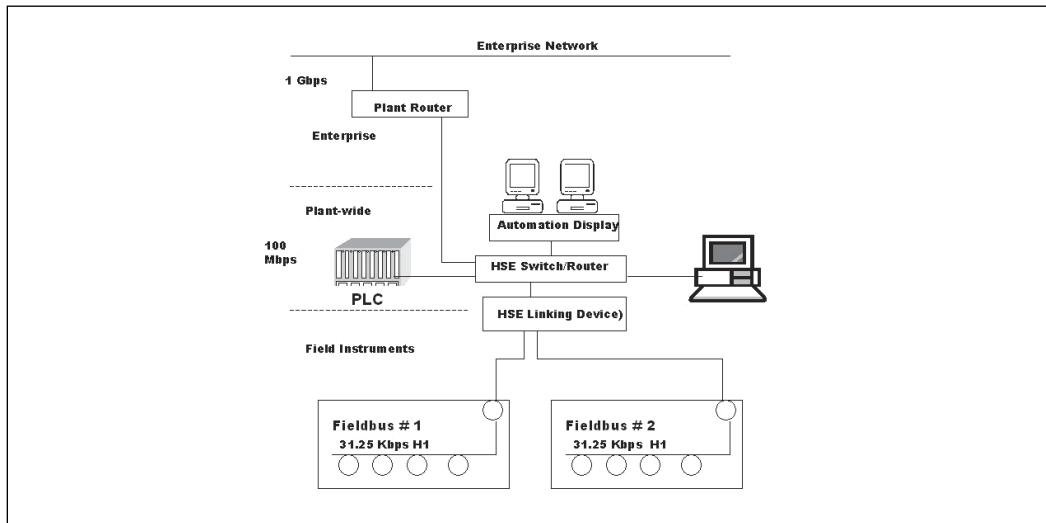 Enterprise Network
1 Gbps
Plant Router
Enterprise
Plant-wide
Automation Display
100
Mbps
HSE Switch/Router
PLC
HSE Linking Device)
Field Instruments
Fieldbus # 1
31.25 Kbps H1
Fieldbus # 2
31.25 Kbps H1